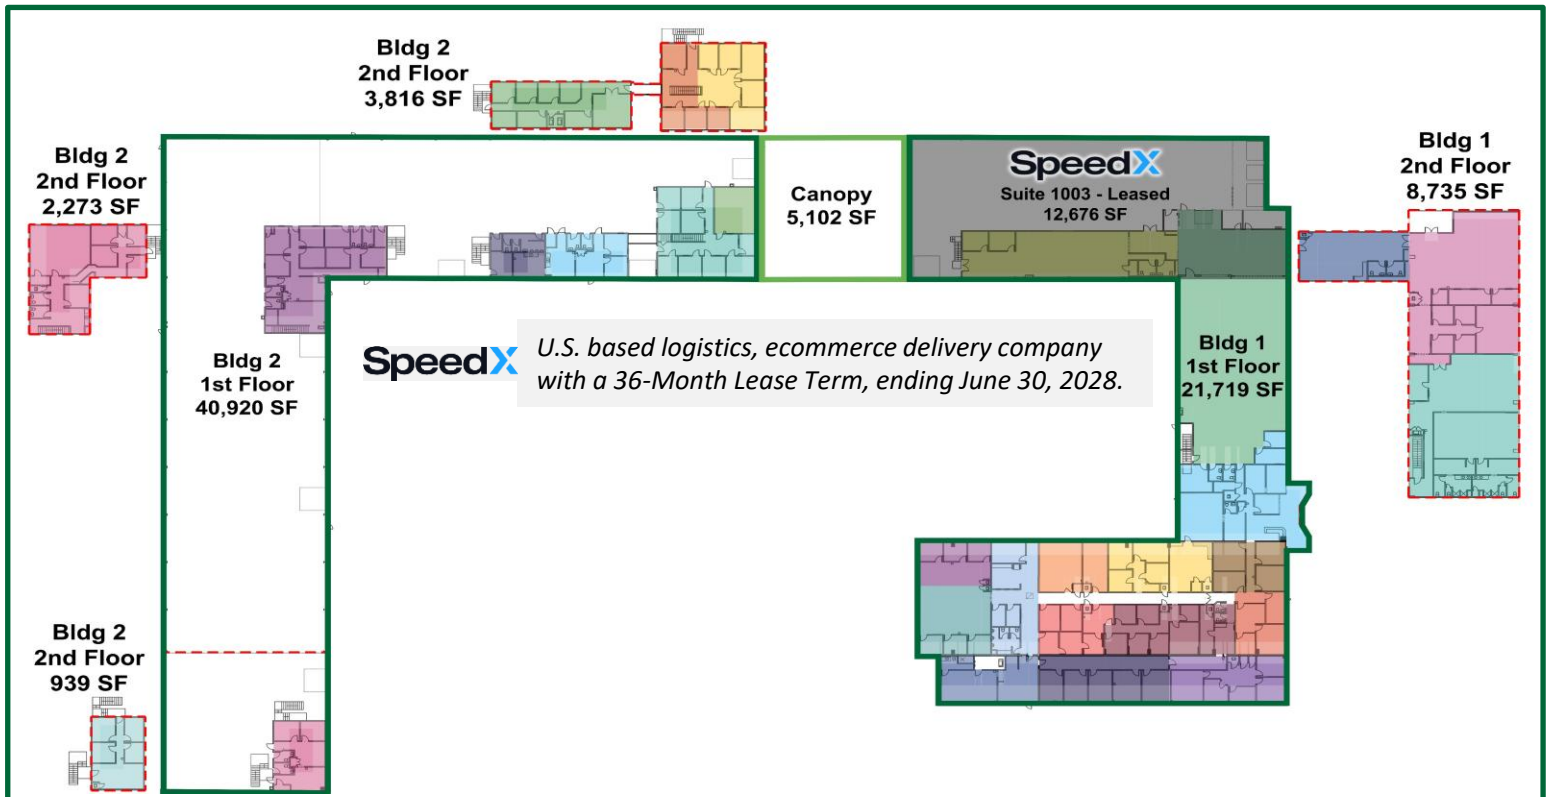 Bldg 2
2nd Floor
3,816 SF
Bldg 2
2nd Floor
2,273 SF
Canopy
5,102 SF
SpeedX
Suite 1003 - Leased
12,676 SF
Bldg 1
2nd Floor
8,735 SF
Bldg 2
1st Floor
40,920 SF
SpeedX
U.S. based logistics, ecommerce delivery company
with a 36-Month Lease Term, ending June 30, 2028.
Bldg 1
1st Floor
21,719 SF
Bldg 2
2nd Floor
939 SF